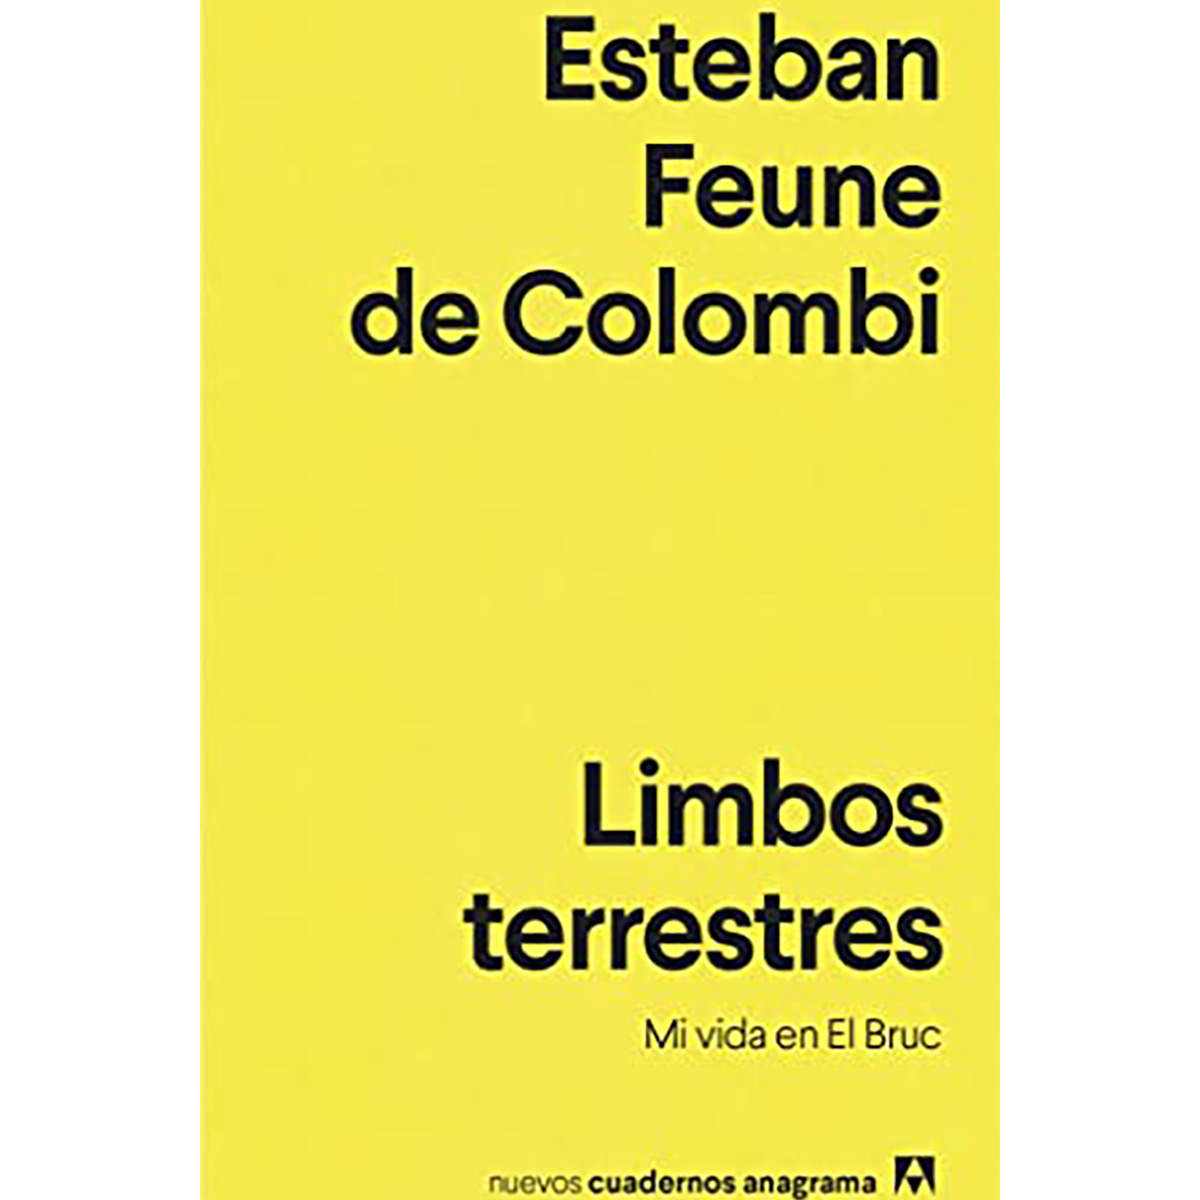 Esteban
Feune
de Colombi
Limbos
terrestres
Mi vida en El Bruc
nuevos cuadernos anagrama